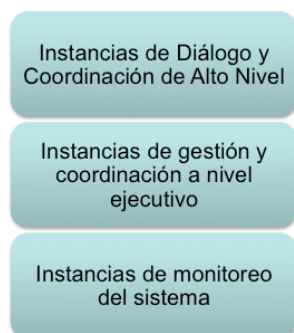 Instancias de Diálogo y
Coordinación de Alto Nivel
Instancias de gestión y
coordinación a nivel
ejecutivo
Instancias de monitoreo
del sistema